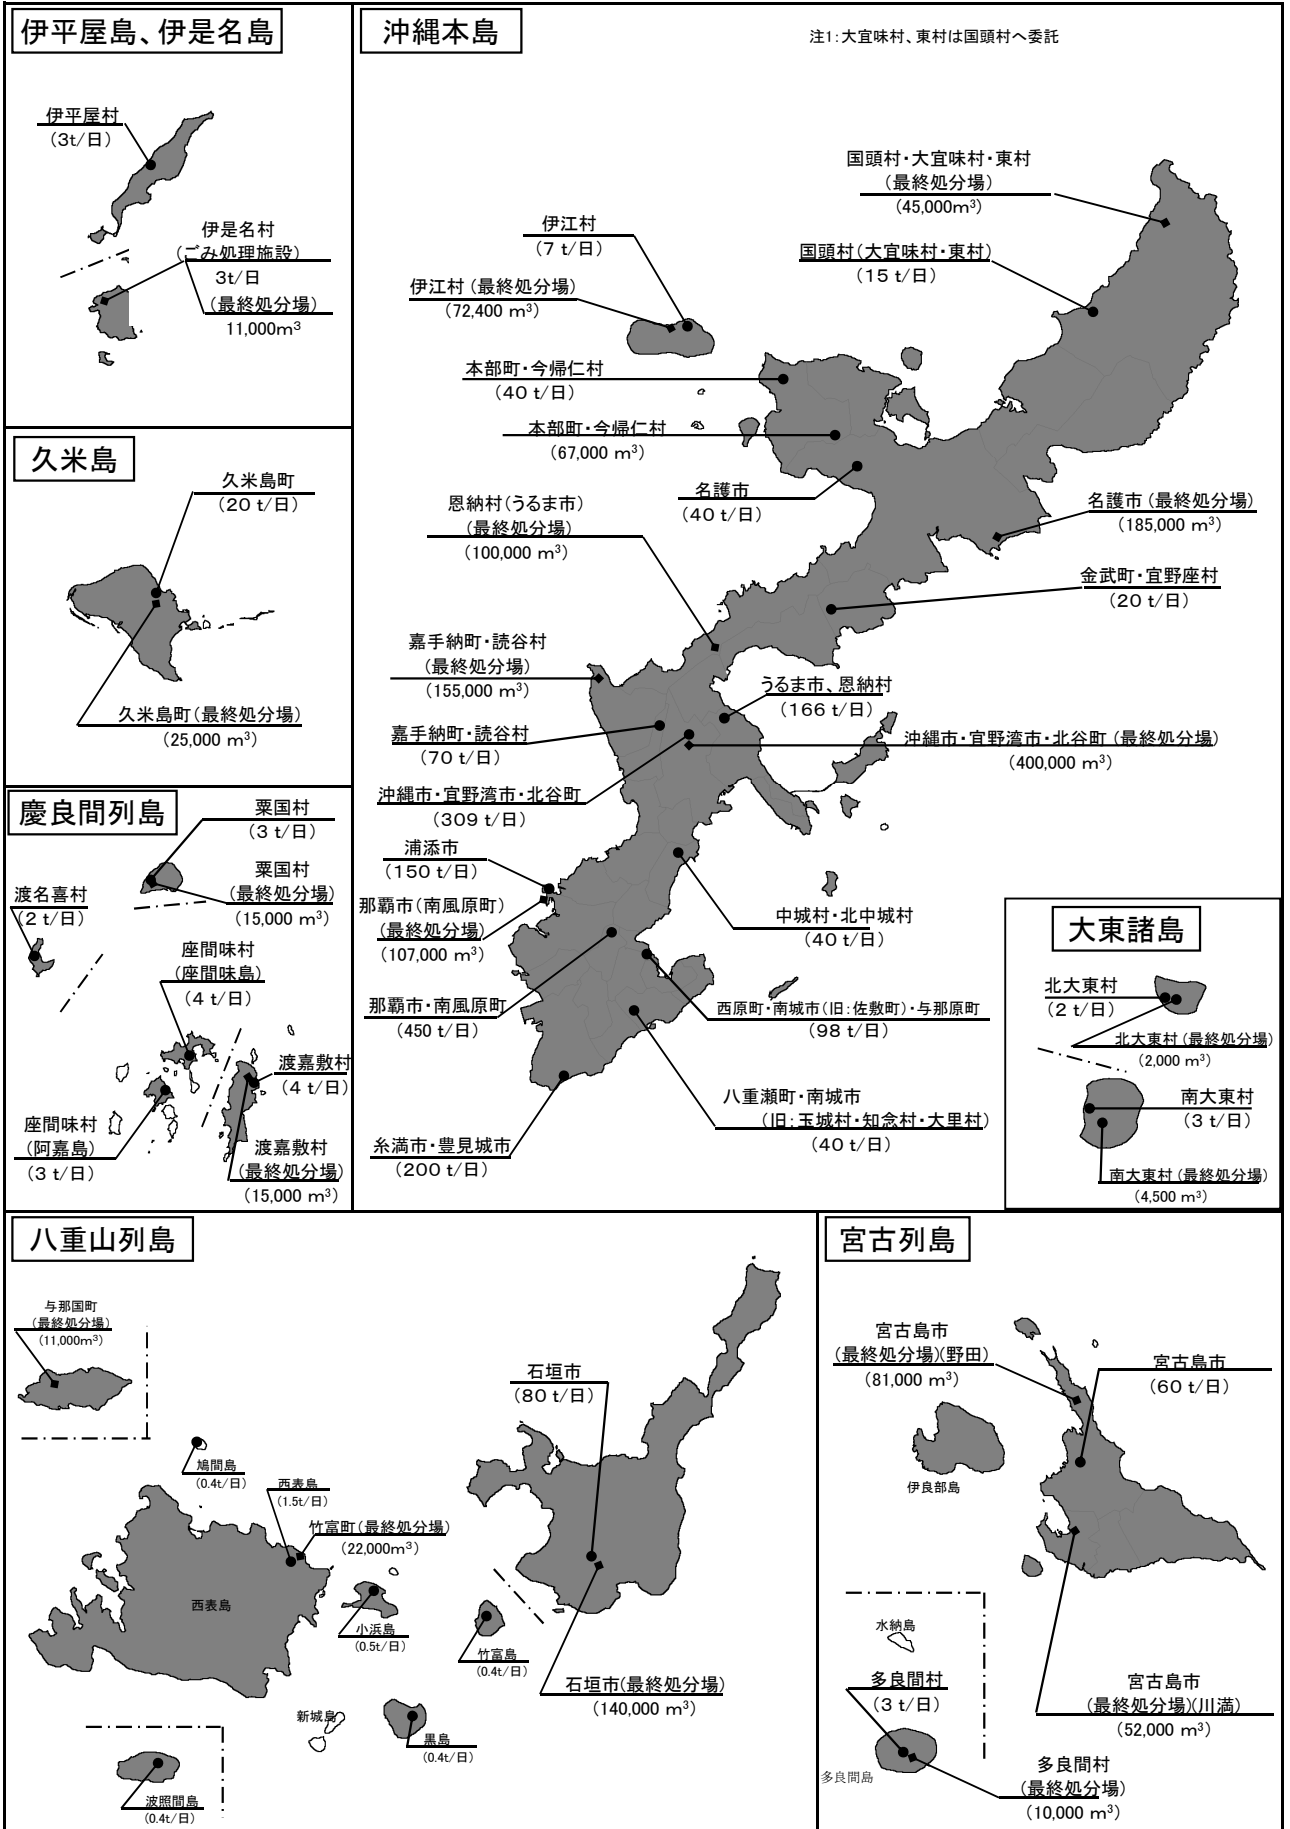 伊平屋島、伊是名島
伊平屋村
(3t/日)
伊是名村
(ごみ処理施設)
3t/日
(最終処分場)
11,000m³
沖縄本島
注1:大宜味村、東村は国頭村へ委託
国頭村・大宜味村・東村
(最終処分場)
(45,000m³)
伊江村
(7 t/日)
国頭村(大宜味村・東村)
(15 t/日)
伊江村(最終処分場)
(72,400 m³)
本部町・今帰仁村
(40 t/日)
本部町・今帰仁村
(67,000 m³)
名護市
(40 t/日)
恩納村(うるま市)
(最終処分場)
(100,000 m³)
名護市(最終処分場)
(185,000 m³)
金武町・宜野座村
(20 t/日)
嘉手納町・読谷村
(最終処分場)
(155,000 m³)
うるま市、恩納村
(166 t/日)
嘉手納町・読谷村
(70 t/日)
沖縄市・宜野湾市・北谷町(最終処分場)
(400,000 m³)
沖縄市・宜野湾市・北谷町
(309 t/日)
浦添市
(150 t/日)
那覇市(南風原町)
(最終処分場)
(107,000 m³)
中城村・北中城村
(40 t/日)
那覇市・南風原町
(450 t/日)
西原町・南城市(旧:佐敷町)・与那原町
(98 t/日)
八重瀬町・南城市
(旧:玉城村・知念村・大里村)
(40 t/日)
糸満市・豊見城市
(200 t/日)
久米島
久米島町
(20 t/日)
久米島町(最終処分場)
(25,000 m³)
慶良間列島
粟国村
(3 t/日)
粟国村
(最終処分場)
(15,000 m³)
渡名喜村
(2 t/日)
座間味村
(座間味島)
(4 t/日)
渡嘉敷村
(4 t/日)
座間味村
(阿嘉島)
(3 t/日)
渡嘉敷村
(最終処分場)
(15,000 m³)
大東諸島
北大東村
(2 t/日)
北大東村(最終処分場)
(2,000 m³)
南大東村
(3 t/日)
南大東村(最終処分場)
(4,500 m³)
八重山列島
与那国町
(最終処分場)
(11,000m³)
石垣市
(80 t/日)
鳩間島
(0.4t/日)
西表島
(1.5t/日)
竹富町(最終処分場)
(22,000m³)
西表島
小浜島
(0.5t/日)
竹富島
(0.4t/日)
石垣市(最終処分場)
(140,000 m³)
新城島
黒島
(0.4t/日)
波照間島
(0.4t/日)
宮古列島
宮古島市
(最終処分場)(野田)
(81,000 m³)
宮古島市
(60 t/日)
伊良部島
水納島
多良間村
(3 t/日)
宮古島市
(最終処分場)(川満)
(52,000 m³)
多良間島
多良間村
(最終処分場)
(10,000 m³)